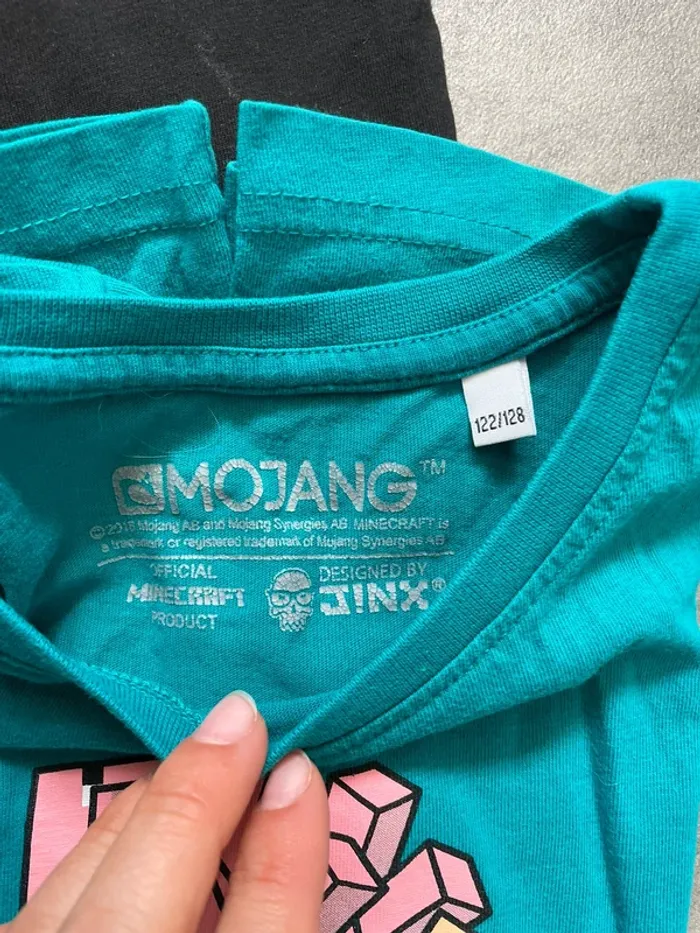 122/128
MOJANG™
©2018 Mojang AB and Mojang Synergies AB. MINECRAFT is
a trademark or registered trademark of Mojang Synergies AB
OFFICIAL
MINECRAFT
PRODUCT
DESIGNED BY
J!NX®